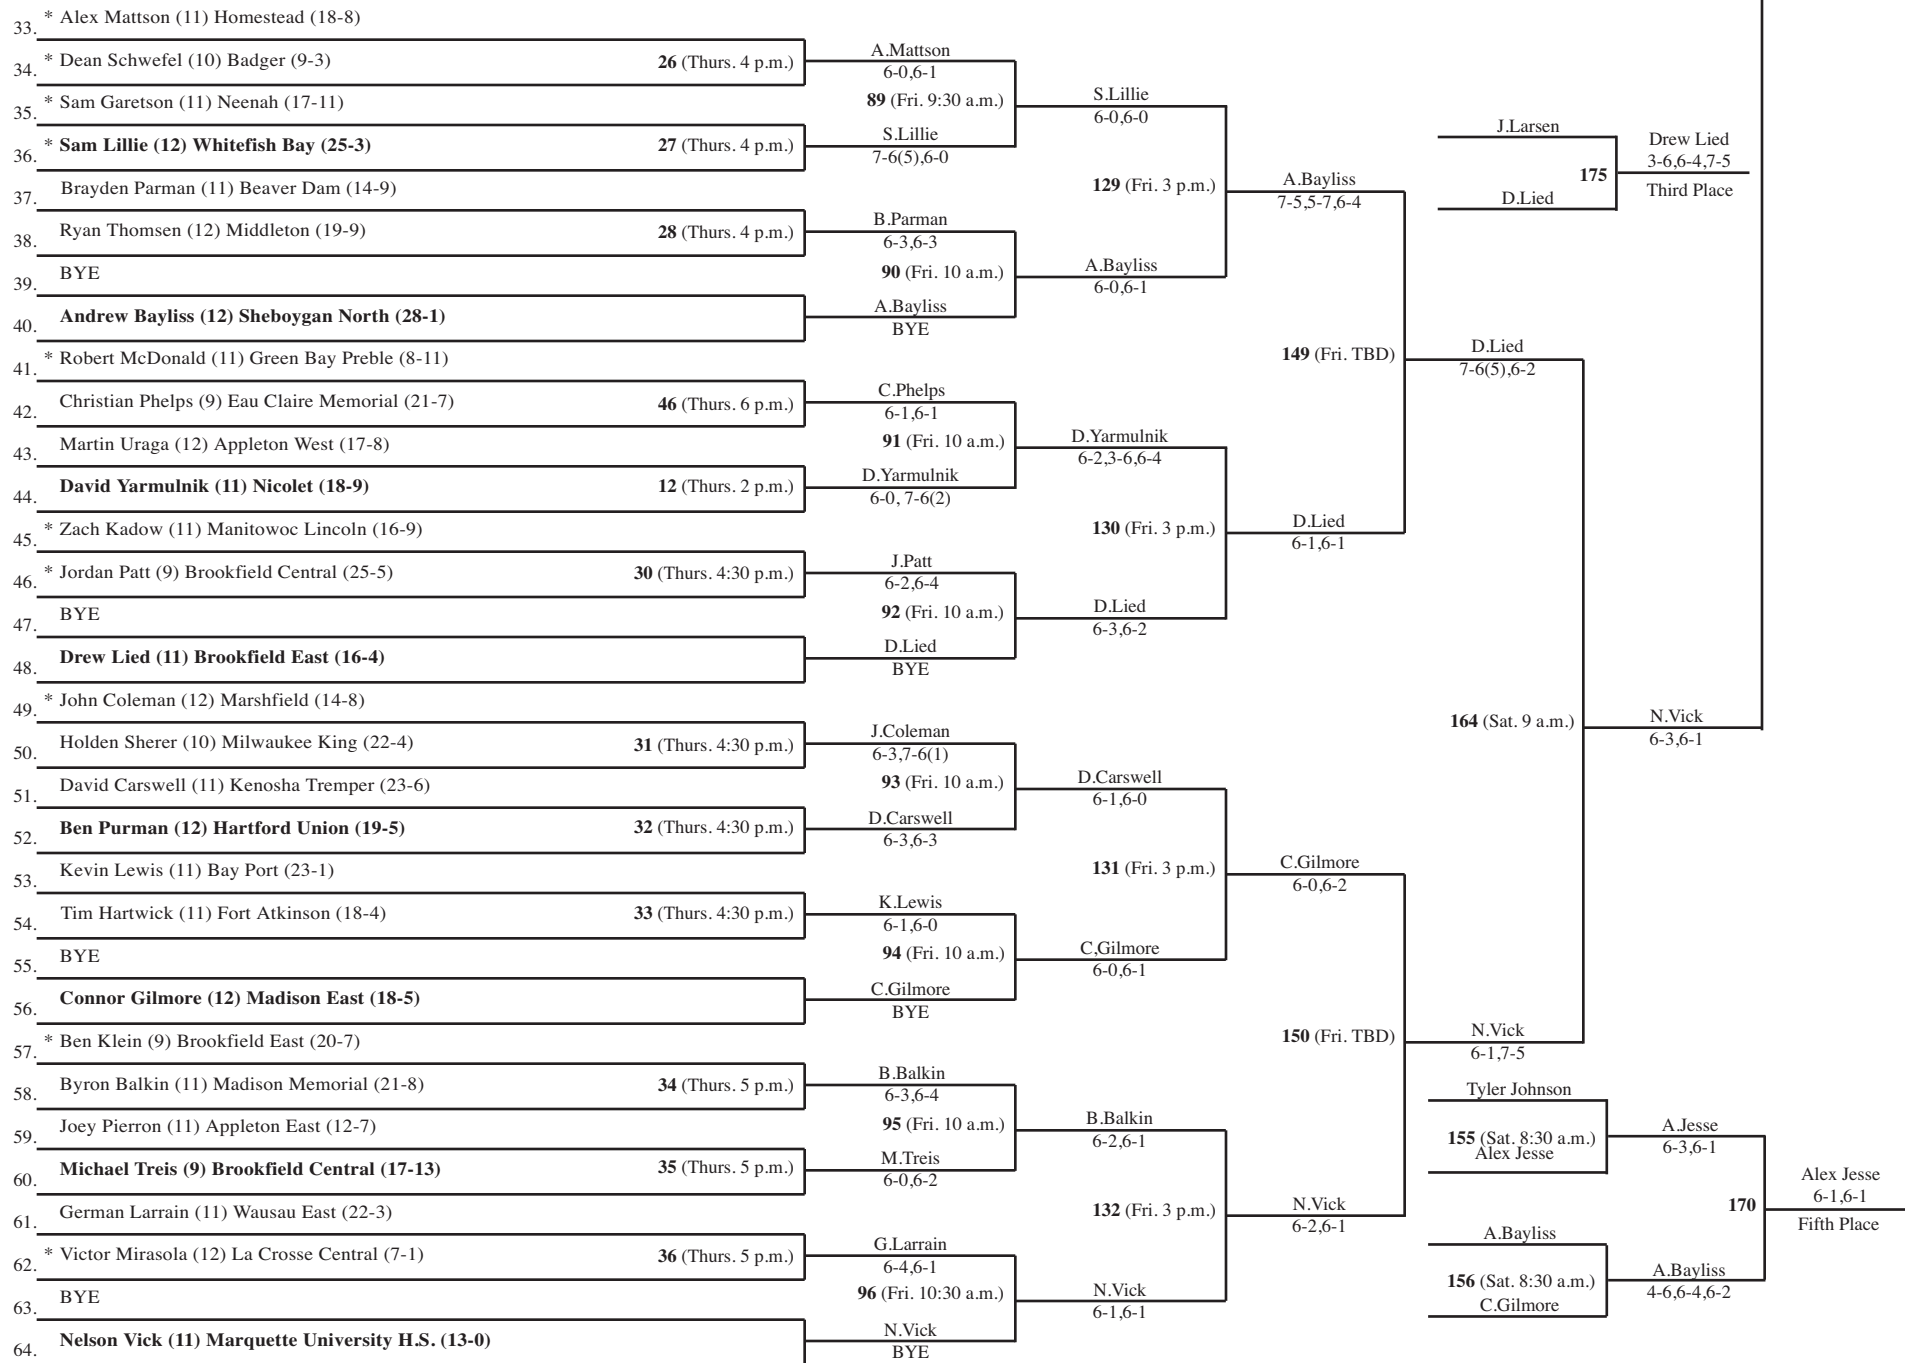 33. * Alex Mattson (11) Homestead (18-8)
34. * Dean Schwefel (10) Badger (9-3)
26 (Thurs. 4 p.m.)
35. * Sam Garetson (11) Neenah (17-11)
36. * Sam Lillie (12) Whitefish Bay (25-3)
27 (Thurs. 4 p.m.)
37. Brayden Parman (11) Beaver Dam (14-9)
38. Ryan Thomsen (12) Middleton (19-9)
28 (Thurs. 4 p.m.)
39. BYE
40. Andrew Bayliss (12) Sheboygan North (28-1)
41. * Robert McDonald (11) Green Bay Preble (8-11)
42. Christian Phelps (9) Eau Claire Memorial (21-7)
46 (Thurs. 6 p.m.)
43. Martin Uraga (12) Appleton West (17-8)
44. David Yarmulnik (11) Nicolet (18-9)
12 (Thurs. 2 p.m.)
45. * Zach Kadow (11) Manitowoc Lincoln (16-9)
46. * Jordan Patt (9) Brookfield Central (25-5)
30 (Thurs. 4:30 p.m.)
47. BYE
48. Drew Lied (11) Brookfield East (16-4)
49. * John Coleman (12) Marshfield (14-8)
50. Holden Sherer (10) Milwaukee King (22-4)
31 (Thurs. 4:30 p.m.)
51. David Carswell (11) Kenosha Tremper (23-6)
52. Ben Purman (12) Hartford Union (19-5)
32 (Thurs. 4:30 p.m.)
53. Kevin Lewis (11) Bay Port (23-1)
54. Tim Hartwick (11) Fort Atkinson (18-4)
33 (Thurs. 4:30 p.m.)
55. BYE
56. Connor Gilmore (12) Madison East (18-5)
57. * Ben Klein (9) Brookfield East (20-7)
58. Byron Balkin (11) Madison Memorial (21-8)
34 (Thurs. 5 p.m.)
59. Joey Pierron (11) Appleton East (12-7)
60. Michael Treis (9) Brookfield Central (17-13)
35 (Thurs. 5 p.m.)
61. German Larrain (11) Wausau East (22-3)
62. * Victor Mirasola (12) La Crosse Central (7-1)
36 (Thurs. 5 p.m.)
63. BYE
64. Nelson Vick (11) Marquette University H.S. (13-0)
A.Mattson
6-0,6-1
89 (Fri. 9:30 a.m.)
S.Lillie
7-6(5),6-0
B.Parman
6-3,6-3
90 (Fri. 10 a.m.)
A.Bayliss
BYE
C.Phelps
6-1,6-1
91 (Fri. 10 a.m.)
D.Yarmulnik
6-0, 7-6(2)
J.Patt
6-2,6-4
92 (Fri. 10 a.m.)
D.Lied
BYE
J.Coleman
6-3,7-6(1)
93 (Fri. 10 a.m.)
D.Carswell
6-3,6-3
K.Lewis
6-1,6-0
94 (Fri. 10 a.m.)
C.Gilmore
BYE
B.Balkin
6-3,6-4
95 (Fri. 10 a.m.)
M.Treis
6-0,6-2
G.Larrain
6-4,6-1
96 (Fri. 10:30 a.m.)
N.Vick
BYE
S.Lillie
6-0,6-0
129 (Fri. 3 p.m.)
A.Bayliss
6-0,6-1
D.Yarmulnik
6-2,3-6,6-4
130 (Fri. 3 p.m.)
D.Lied
6-3,6-2
D.Carswell
6-1,6-0
131 (Fri. 3 p.m.)
C,Gilmore
6-0,6-1
B.Balkin
6-2,6-1
132 (Fri. 3 p.m.)
N.Vick
6-1,6-1
A.Bayliss
7-5,5-7,6-4
149 (Fri. TBD)
D.Lied
6-1,6-1
C.Gilmore
6-0,6-2
150 (Fri. TBD)
N.Vick
6-2,6-1
D.Lied
7-6(5),6-2
164 (Sat. 9 a.m.)
N.Vick
6-1,7-5
N.Vick
6-3,6-1
J.Larsen
175
D.Lied
Drew Lied
3-6,6-4,7-5
Third Place
Tyler Johnson
155 (Sat. 8:30 a.m.)
Alex Jesse
A.Jesse
6-3,6-1
170
A.Bayliss
156 (Sat. 8:30 a.m.)
C.Gilmore
A.Bayliss
4-6,6-4,6-2
Alex Jesse
6-1,6-1
Fifth Place